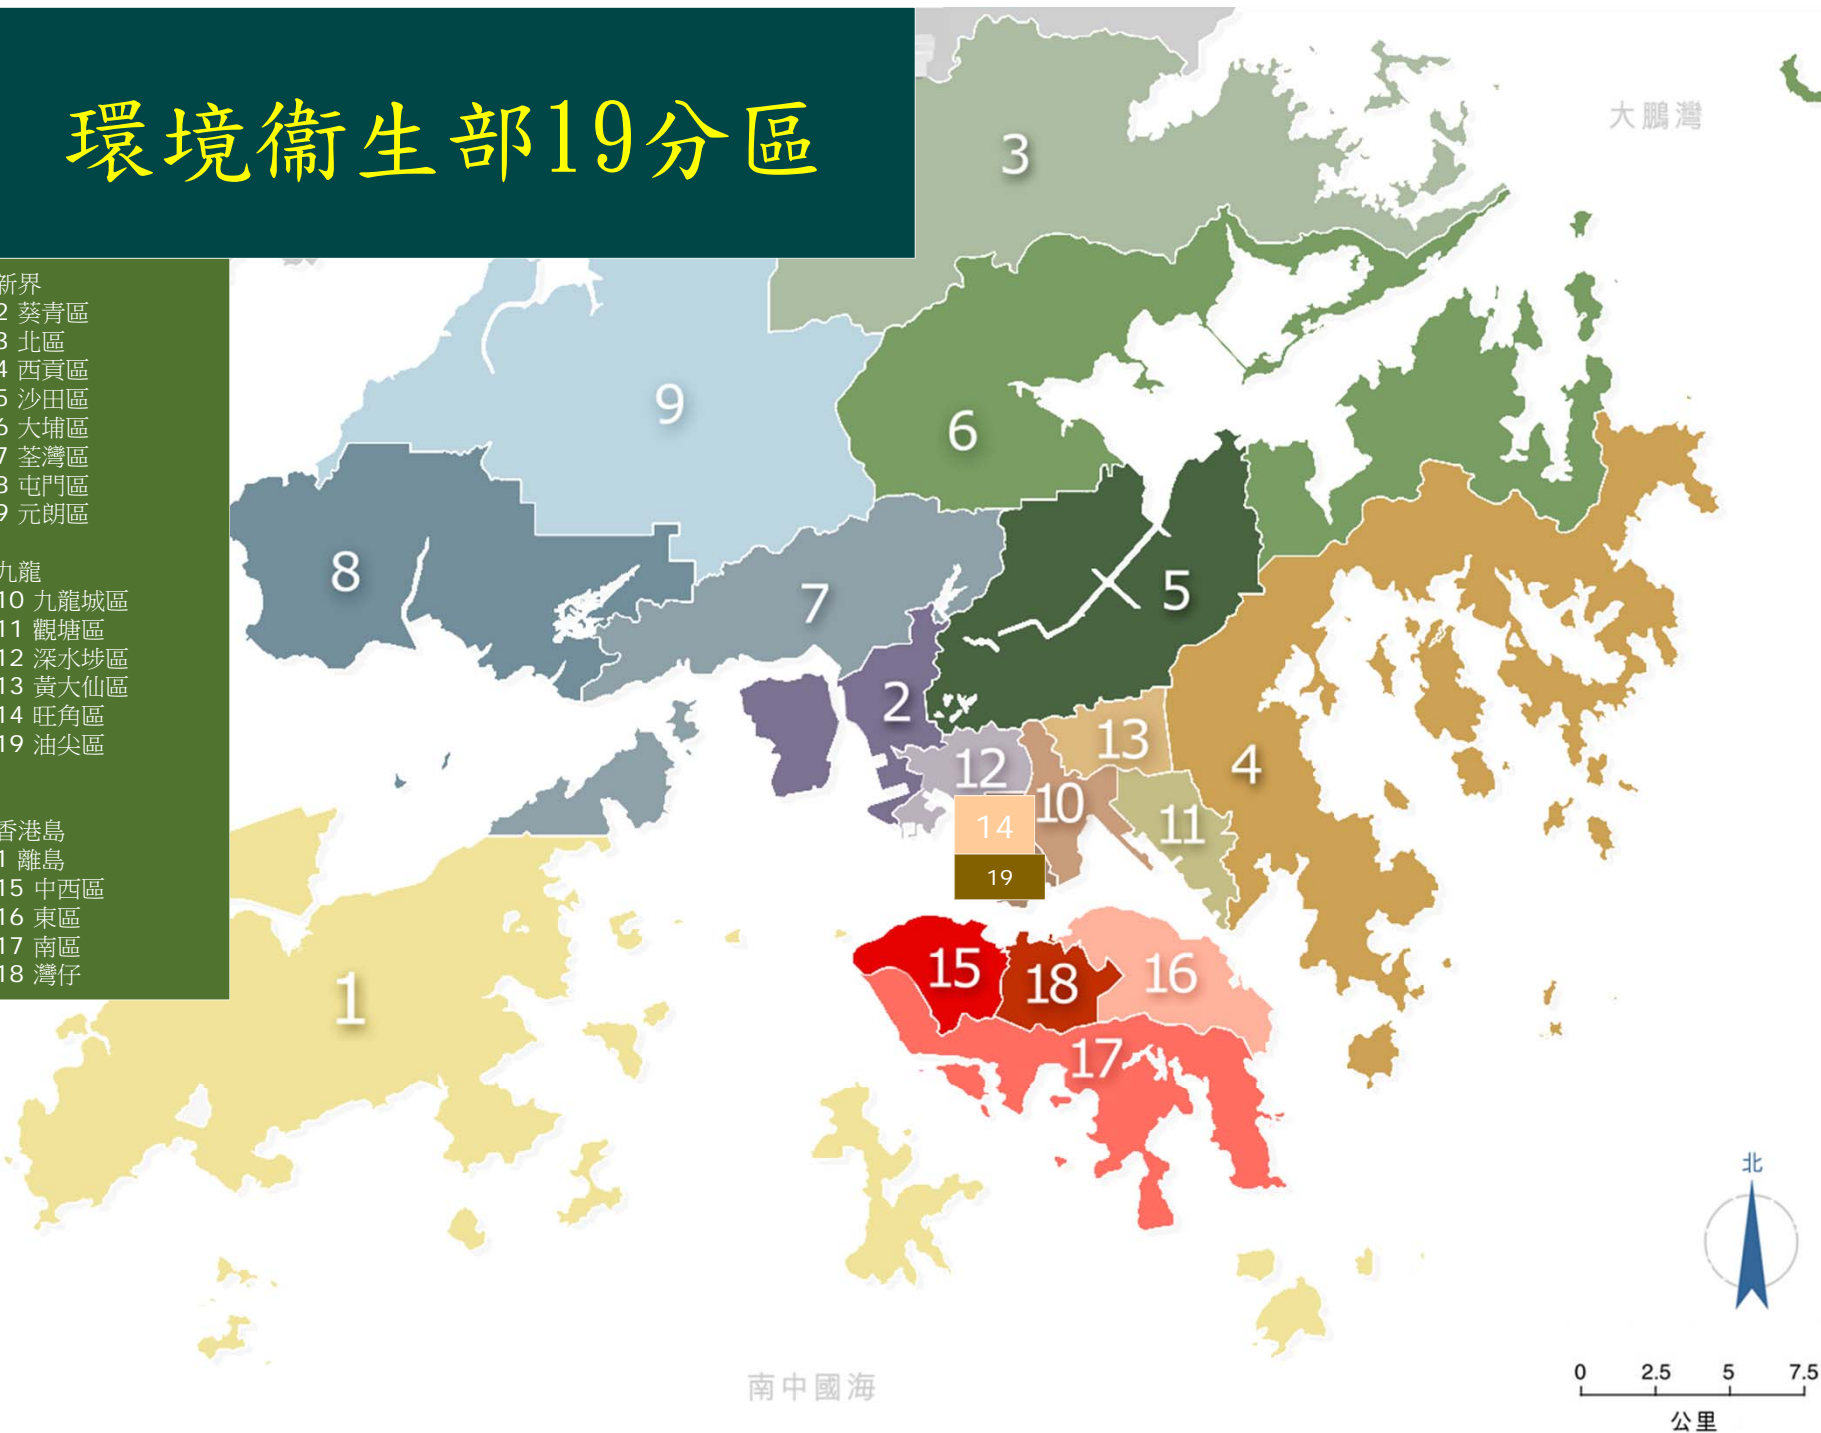 環境衞生部19分區
大鵬灣
新界
2 葵青區
3 北區
4 西貢區
5 沙田區
6 大埔區
7 荃灣區
8 屯門區
9 元朗區
九龍
10 九龍城區
11 觀塘區
12 深水埗區
13 黃大仙區
14 旺角區
19 油尖區
香港島
1 離島
15 中西區
16 東區
17 南區
18 灣仔
3
9
6
8
7
5
2
12
13
4
10
14
11
19
15
18
16
1
17
北
南中國海
0 2.5 5 7.5
公里